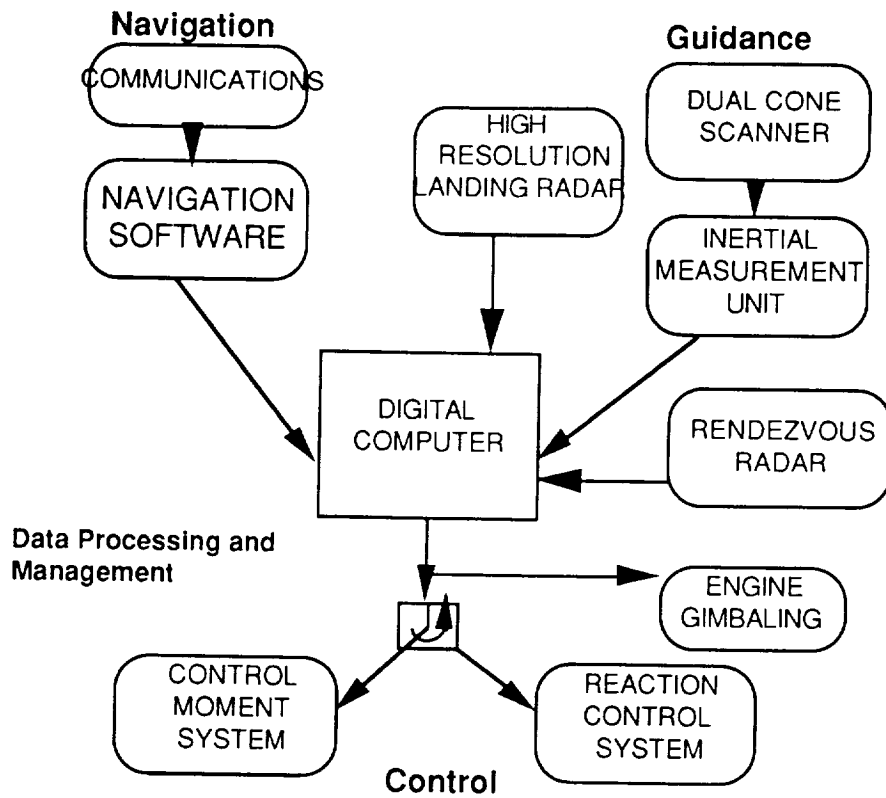 Navigation
COMMUNICATIONS
NAVIGATION
SOFTWARE
HIGH
RESOLUTION
LANDING RADAR
Guidance
DUAL CONE
SCANNER
INERTIAL
MEASUREMENT
UNIT
DIGITAL
COMPUTER
RENDEZVOUS
RADAR
Data Processing and
Management
ENGINE
GIMBALING
CONTROL
MOMENT
SYSTEM
REACTION
CONTROL
SYSTEM
Control